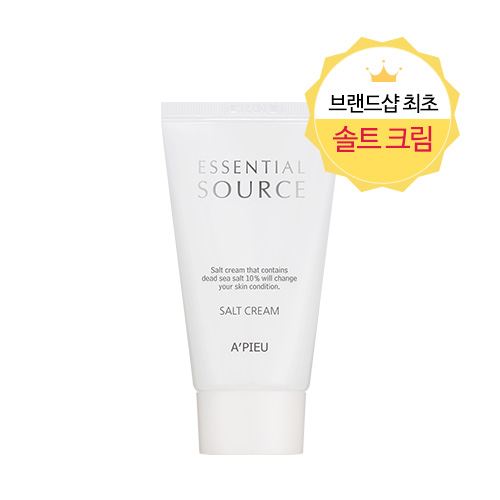 브랜드샵 최초
솔트 크림
ESSENTIAL
SOURCE
Salt cream that contains
dead sea salt 10% will change
your skin condition.
SALT CREAM
A'PIEU